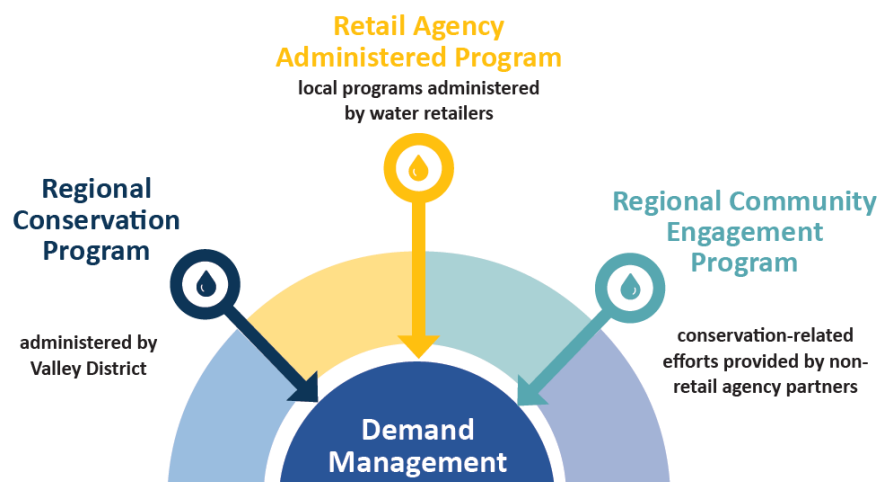 Retail Agency
Administered Program
local programs administered
by water retailers
Regional
Conservation
Program
administered by
Valley District
Regional Community
Engagement
Program
conservation-related
efforts provided by non-
retail agency partners
Demand
Management